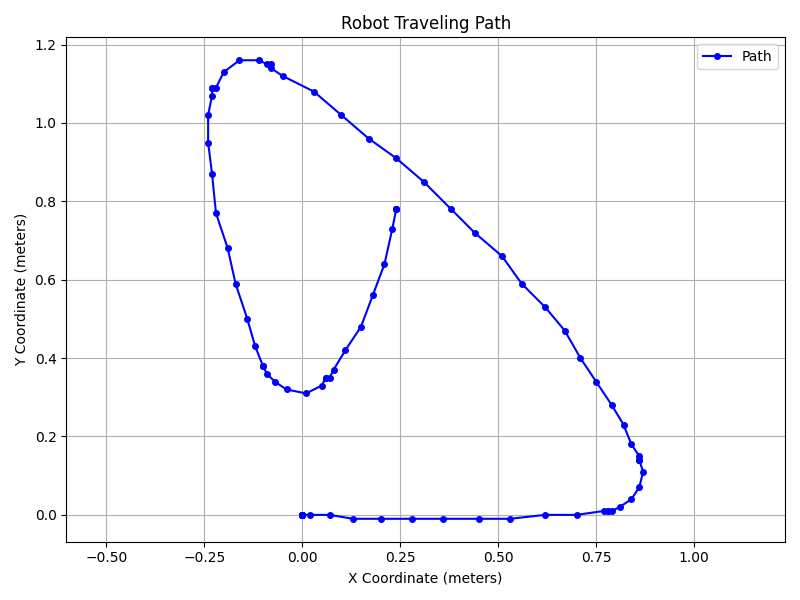 Robot Traveling Path
Path
1.2
1.0
0.8
0.6
0.4
0.2
0.0
Y Coordinate (meters)
−0.50 −0.25 0.00 0.25 0.50 0.75 1.00
X Coordinate (meters)